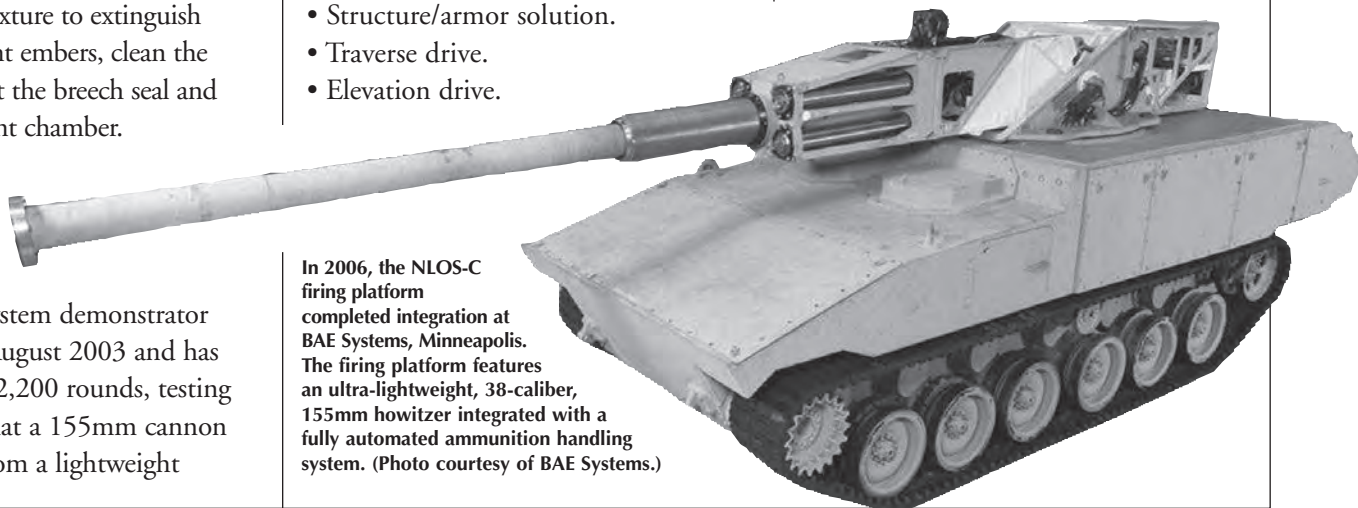 xture to extinguish
nt embers, clean the
t the breech seal and
nt chamber.
ystem demonstrator
August 2003 and has
2,200 rounds, testing
at a 155mm cannon
om a lightweight
• Structure/armor solution.
• Traverse drive.
• Elevation drive.
In 2006, the NLOS-C
firing platform
completed integration at
BAE Systems, Minneapolis.
The firing platform features
an ultra-lightweight, 38-caliber,
155mm howitzer integrated with a
fully automated ammunition handling
system. (Photo courtesy of BAE Systems.)